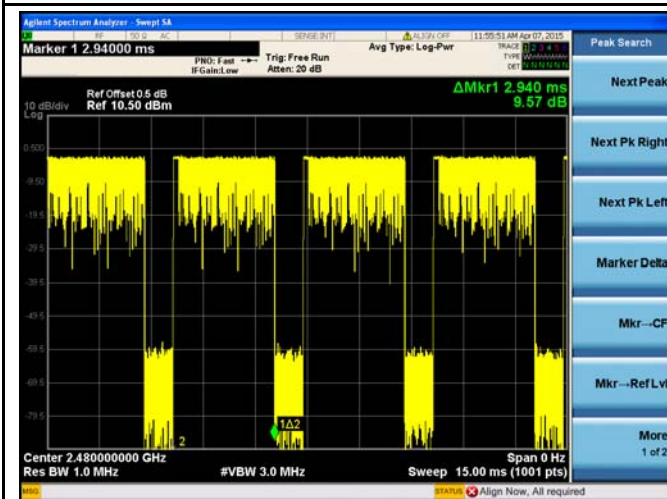 Agilent Spectrum Analyzer - Swept SA
RF 50 Ω AC SENSE:INT ALIGN OFF 11:55:51 AM Apr 07, 2015
Marker 1 2.94000 ms
PNO: Fast
IFGain:Low
Trig: Free Run
Atten: 20 dB
Avg Type: Log-Pwr
TRACE 1 2 3 4 5 6
TYPE
DET N N N N N N
Ref Offset 0.5 dB
10 dB/div Ref 10.50 dBm
Log
ΔMkr1 2.940 ms
9.57 dB
0.500
-9.50
-19.5
-29.5
-39.5
-49.5
-59.5
-69.5
-79.5
1Δ2
2
Center 2.480000000 GHz
Res BW 1.0 MHz
#VBW 3.0 MHz
Span 0 Hz
Sweep 15.00 ms (1001 pts)
MSG
STATUS Align Now, All required
Peak Search
Next Peak
Next Pk Right
Next Pk Left
Marker Delta
Mkr→CF
Mkr→Ref Lvl
More
1 of 2